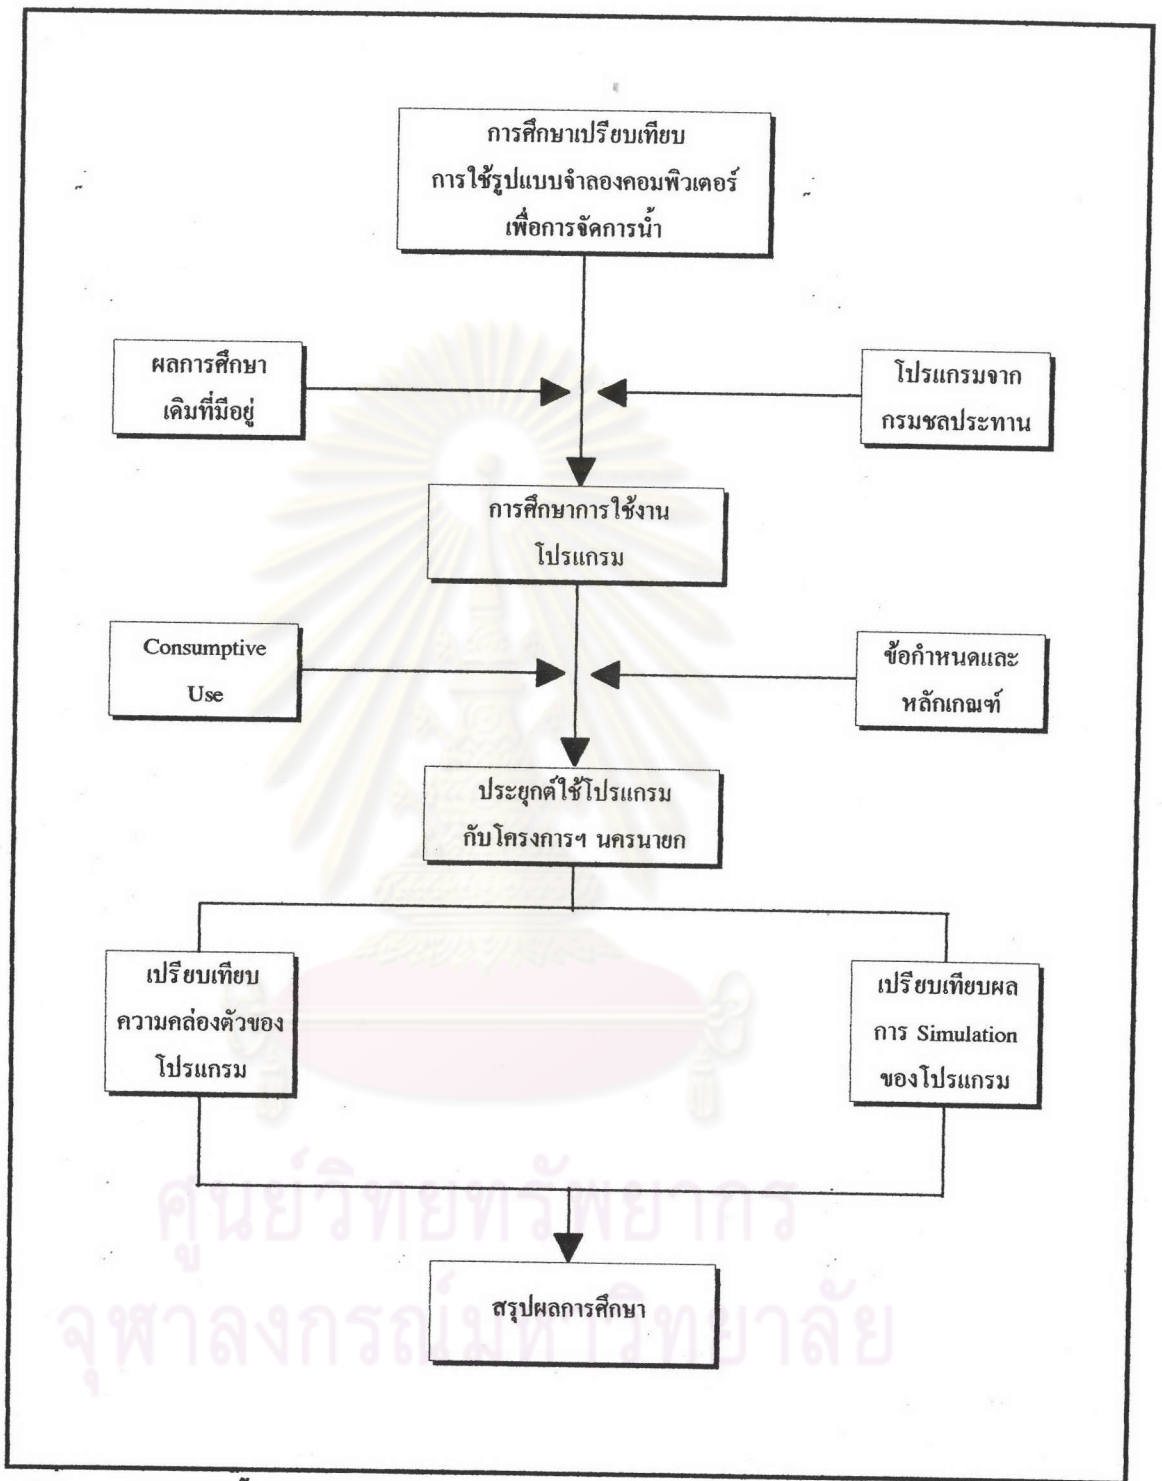 การศึกษาเปรียบเทียบ
การใช้รูปแบบจำลองคอมพิวเตอร์
เพื่อการจัดการน้ำ
ผลการศึกษา
เดิมที่มีอยู่
โปรแกรมจาก
กรมชลประทาน
การศึกษาการใช้งาน
โปรแกรม
Consumptive
Use
ข้อกำหนดและ
หลักเกณฑ์
ประยุกต์ใช้โปรแกรม
กับโครงการฯ นครนายก
เปรียบเทียบ
ความคล่องตัวของ
โปรแกรม
เปรียบเทียบผล
การ Simulation
ของโปรแกรม
สรุปผลการศึกษา
ศูนย์วิทยทรัพยากร
จุฬาลงกรณ์มหาวิทยาลัย